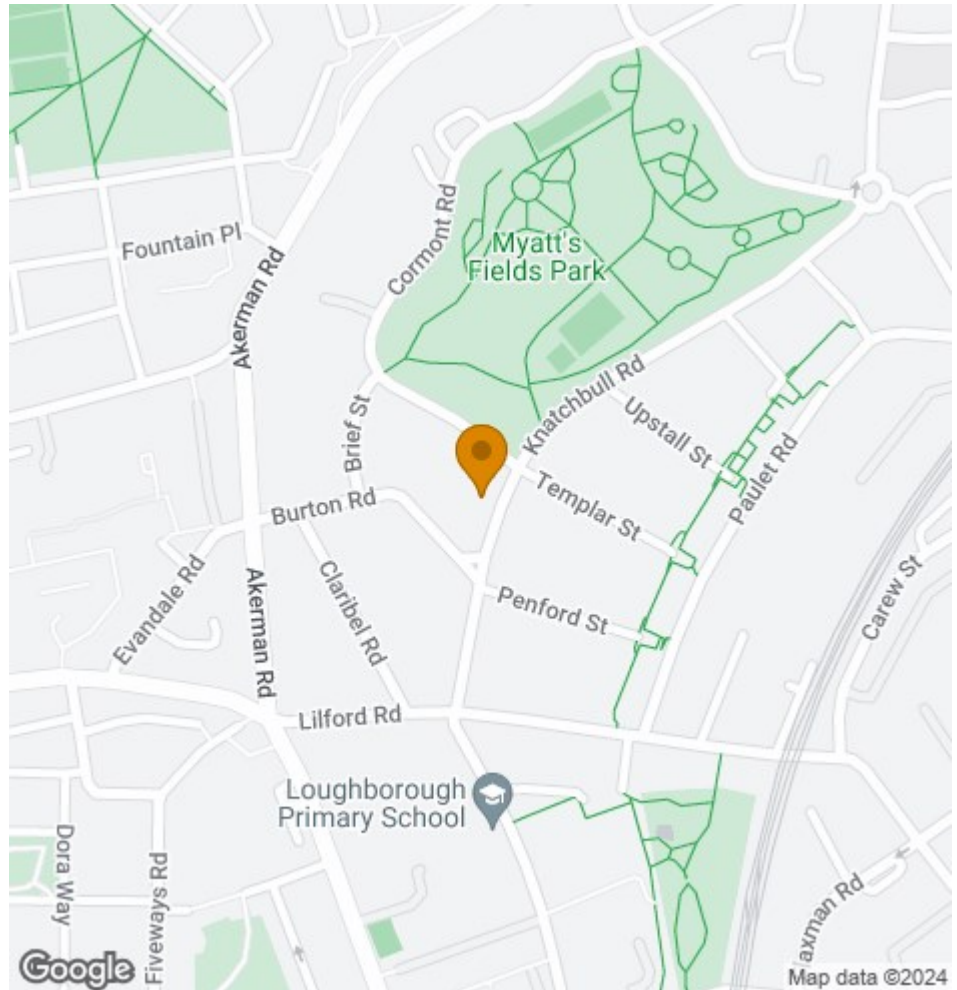 Fountain Pl
Cormont Rd
Myatt's
Fields Park
Akerman Rd
Knatchbull Rd
Upstall St
Brief St
Paulet Rd
Burton Rd
Templar St
Claribel Rd
Evandale Rd
Akerman Rd
Penford St
Carew St
Lilford Rd
Loughborough
Primary School
Dora Way
Fiveways Rd
Google
Map data ©2024